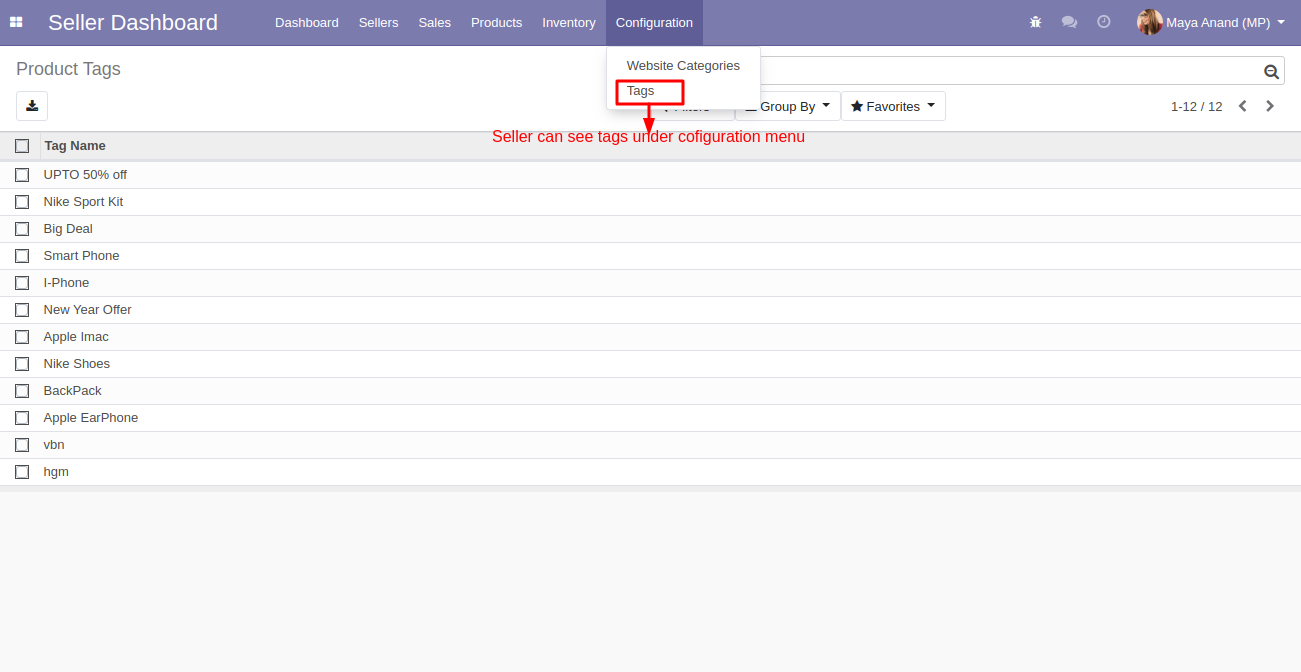 Seller Dashboard Dashboard Sellers Sales Products Inventory Configuration Maya Anand (MP)
Product Tags
Website Categories
Tags
Group By Favorites 1-12 / 12
Seller can see tags under cofiguration menu
Tag Name
UPTO 50% off
Nike Sport Kit
Big Deal
Smart Phone
I-Phone
New Year Offer
Apple Imac
Nike Shoes
BackPack
Apple EarPhone
vbn
hgm